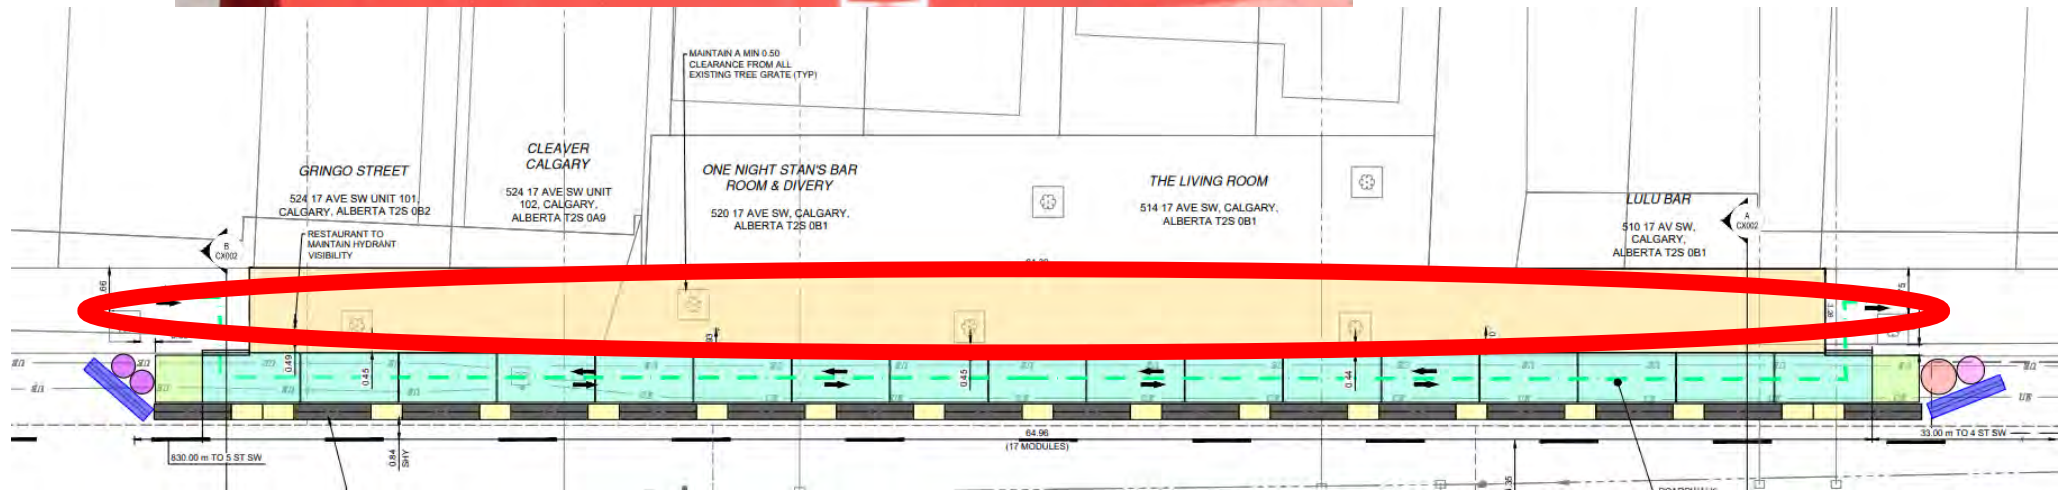 MAINTAIN A MIN 0.50
CLEARANCE FROM ALL
EXISTING TREE GRATE (TYP)
GRINGO STREET
524 17 AVE SW UNIT 101,
CALGARY, ALBERTA T2S 0B2
CLEAVER
CALGARY
524 17 AVE SW UNIT
102, CALGARY,
ALBERTA T2S 0A9
ONE NIGHT STAN'S BAR
ROOM & DIVERY
520 17 AVE SW, CALGARY,
ALBERTA T2S 0B1
THE LIVING ROOM
514 17 AVE SW, CALGARY,
ALBERTA T2S 0B1
LULU BAR
510 17 AV SW,
CALGARY,
ALBERTA T2S 0B1
B
CX002
A
CX002
RESTAURANT TO
MAINTAIN HYDRANT
VISIBILITY
0.49
0.45
0.45
0.44
64.96
(17 MODULES)
830.00 m TO 5 ST SW
0.84
SHY
33.00 m TO 4 ST SW